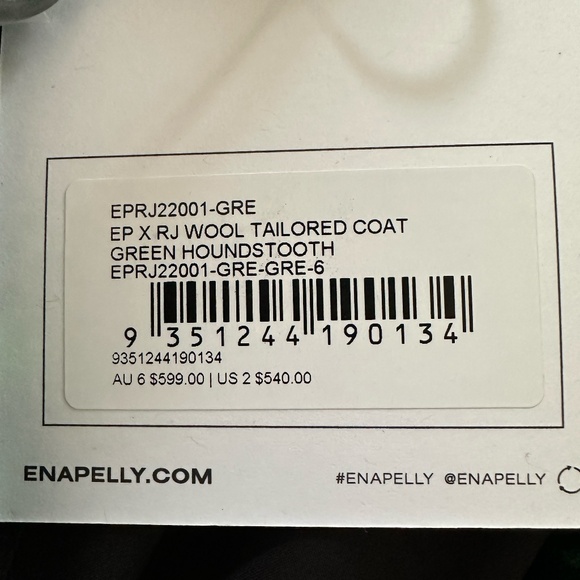 EPRJ22001-GRE
EP X RJ WOOL TAILORED COAT
GREEN HOUNDSTOOTH
EPRJ22001-GRE-GRE-6
9 351244 190134
9351244190134
AU 6 $599.00 | US 2 $540.00
ENAPELLY.COM #ENAPELLY @ENAPELLY